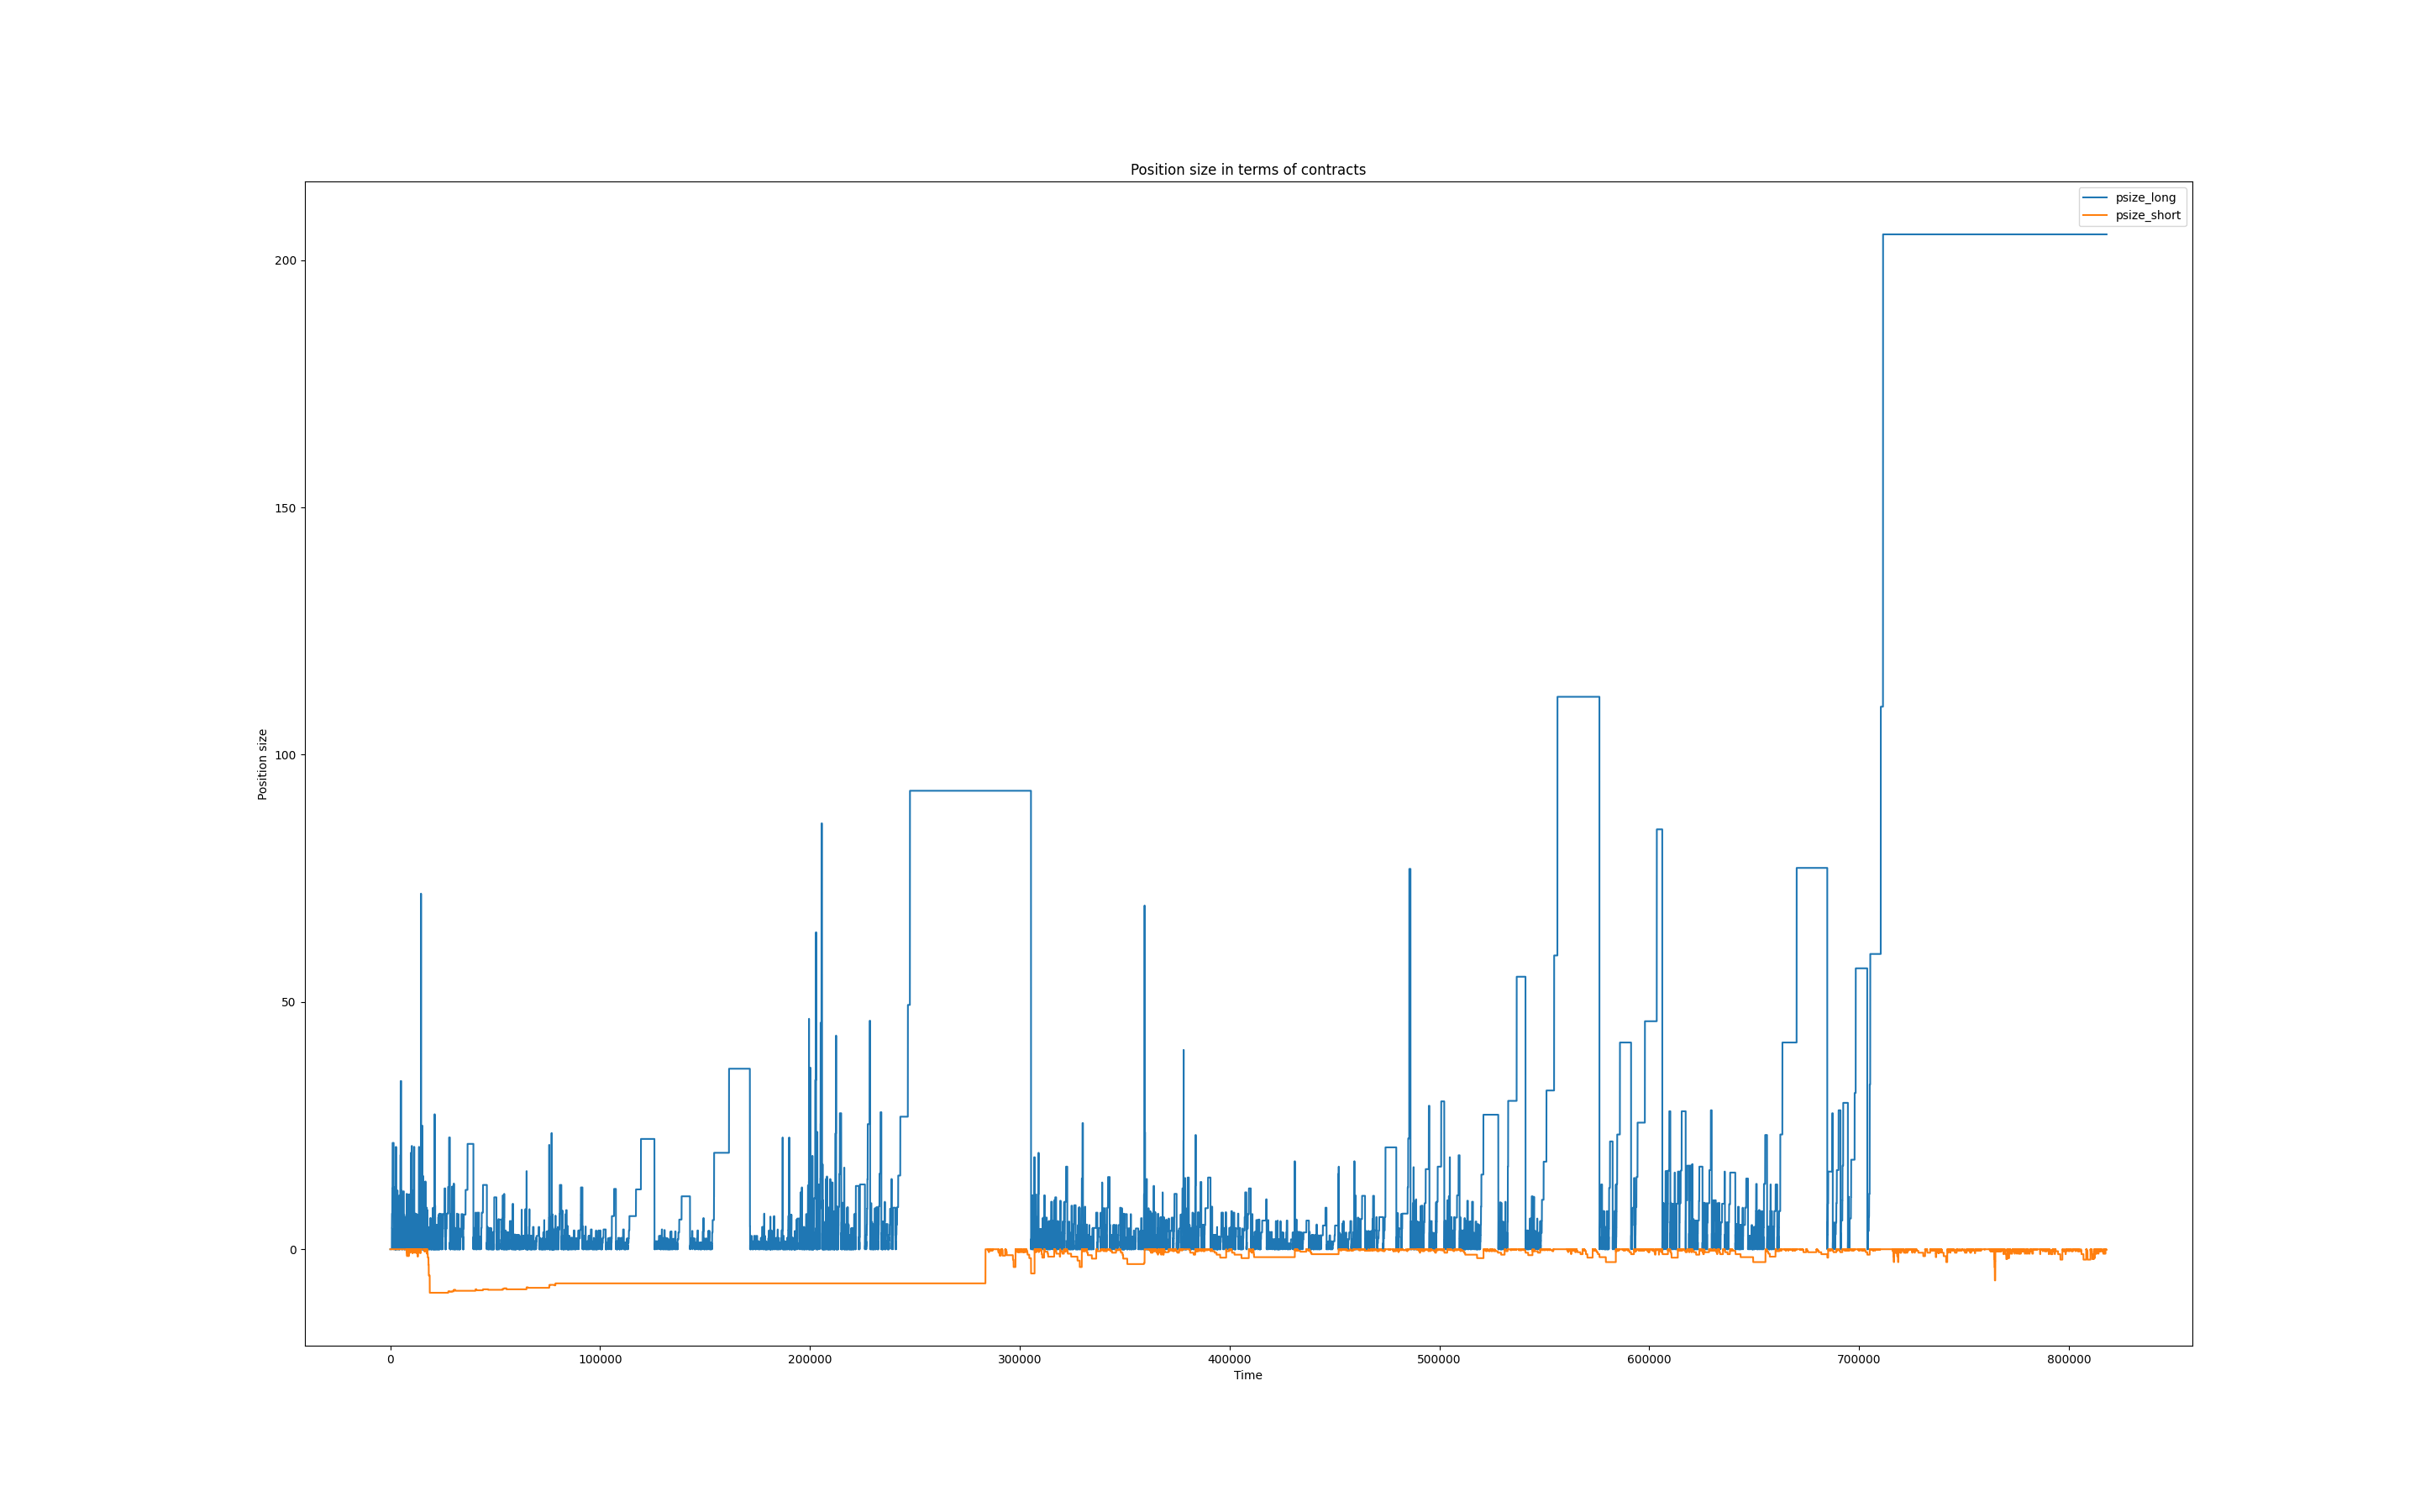 Position size in terms of contracts
psize_long
psize_short
200
150
100
50
0
Position size
0
100000
200000
300000
400000
500000
600000
700000
800000
Time